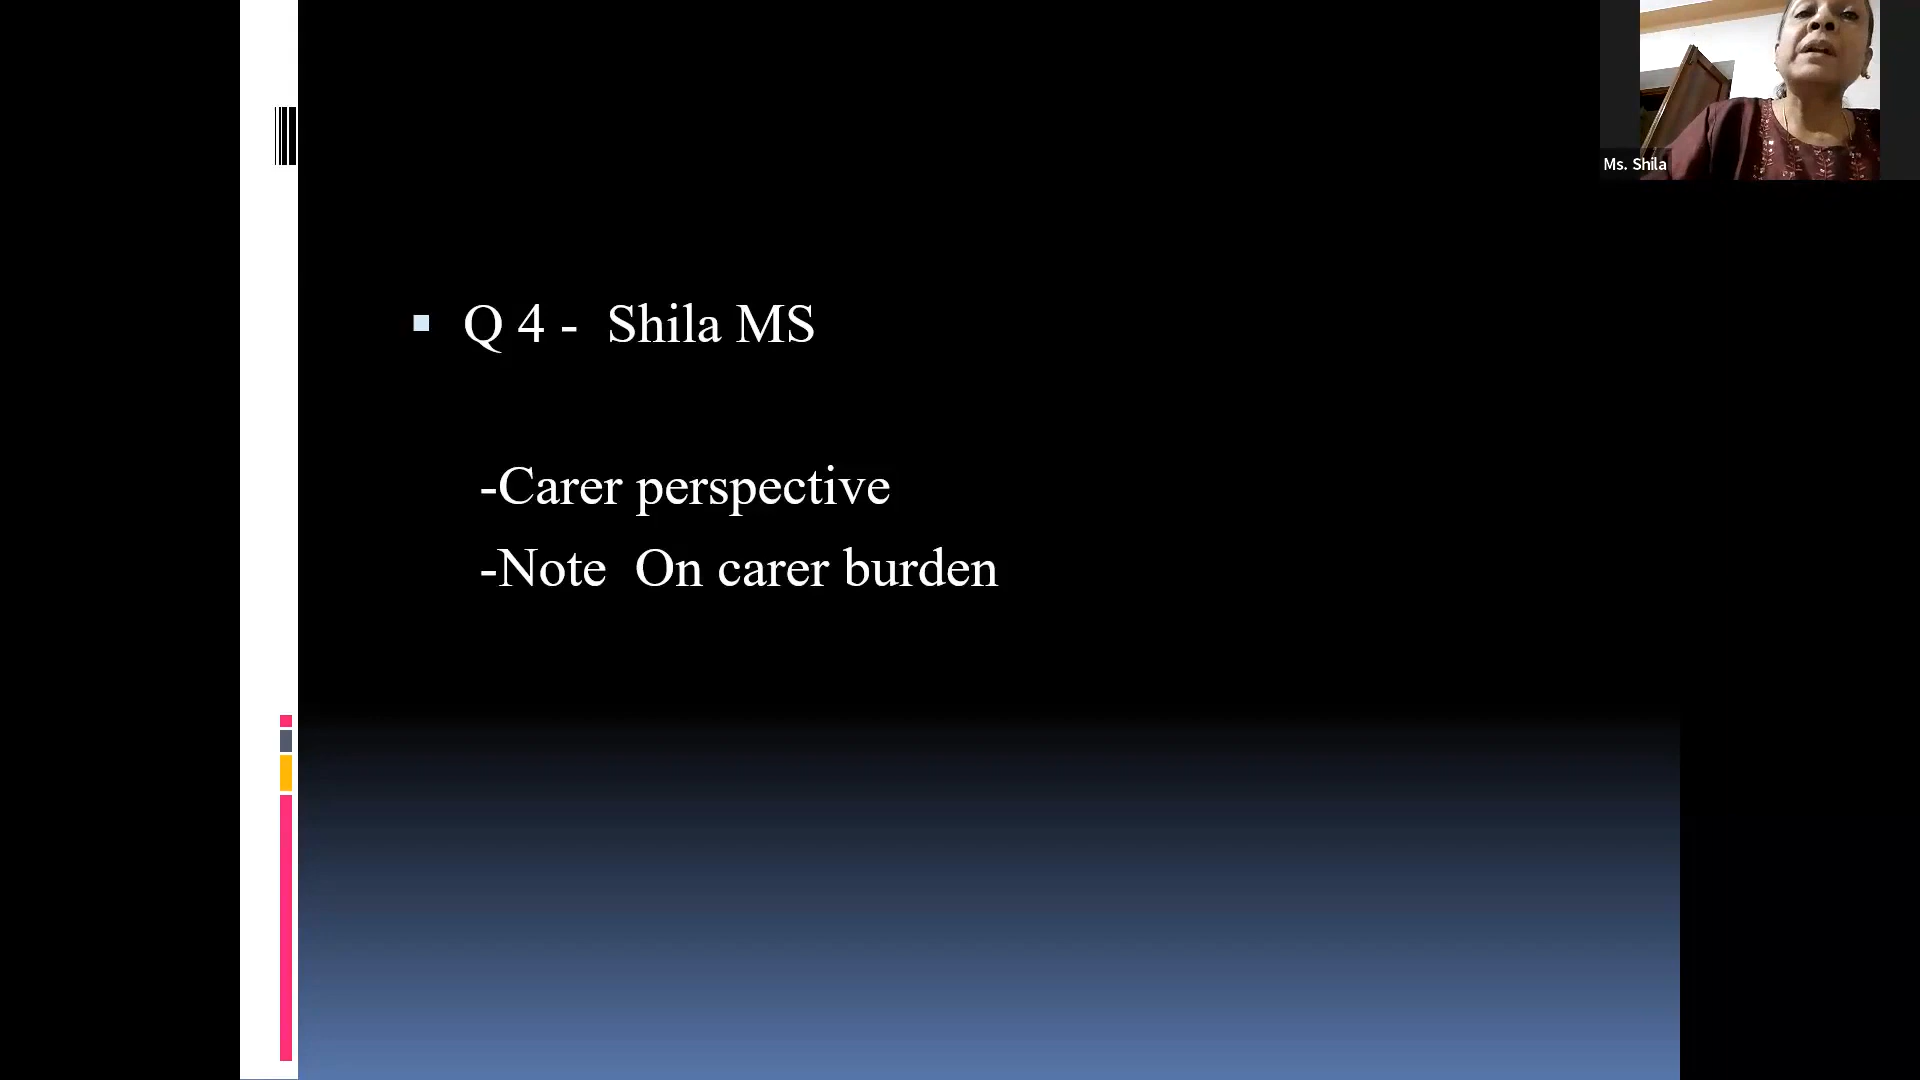 Ms. Shila
Q 4 -  Shila MS
-Carer perspective
-Note  On carer burden